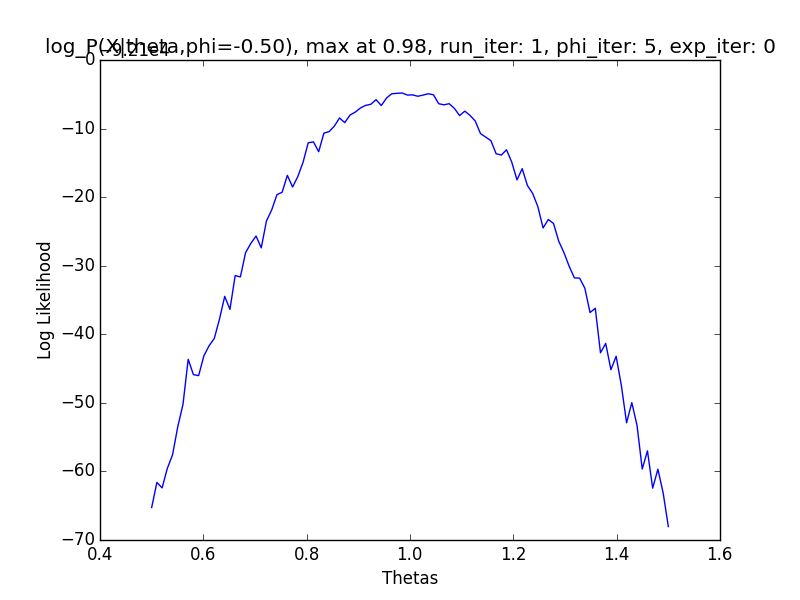 log_P(X|theta,phi=-0.50), max at 0.98, run_iter: 1, phi_iter: 5, exp_iter: 0
−9.21e4
0
−10
−20
−30
−40
−50
−60
−70
Log Likelihood
0.4 0.6 0.8 1.0 1.2 1.4 1.6
Thetas